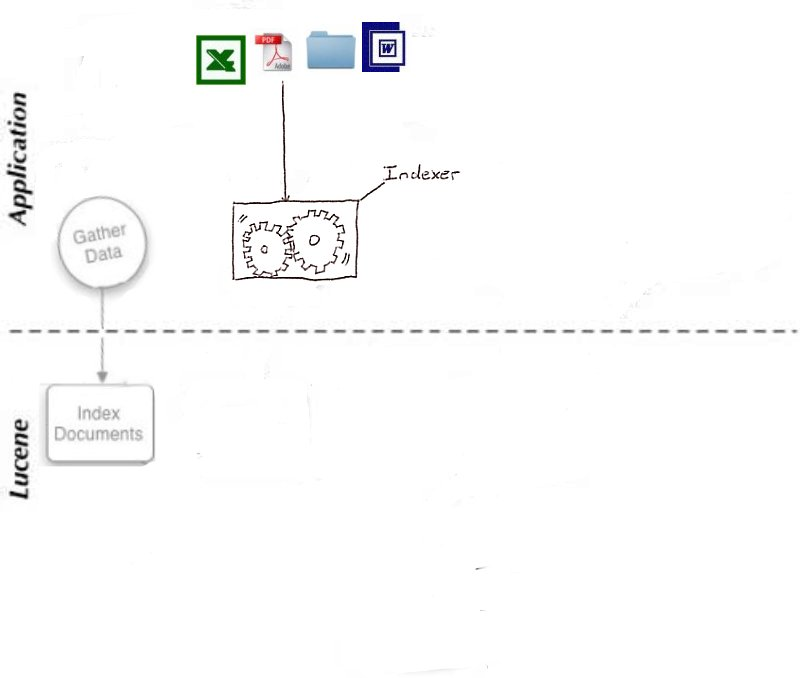 PDF
Adobe
W
Application
Indexer
Gather
Data
Index
Documents
Lucene